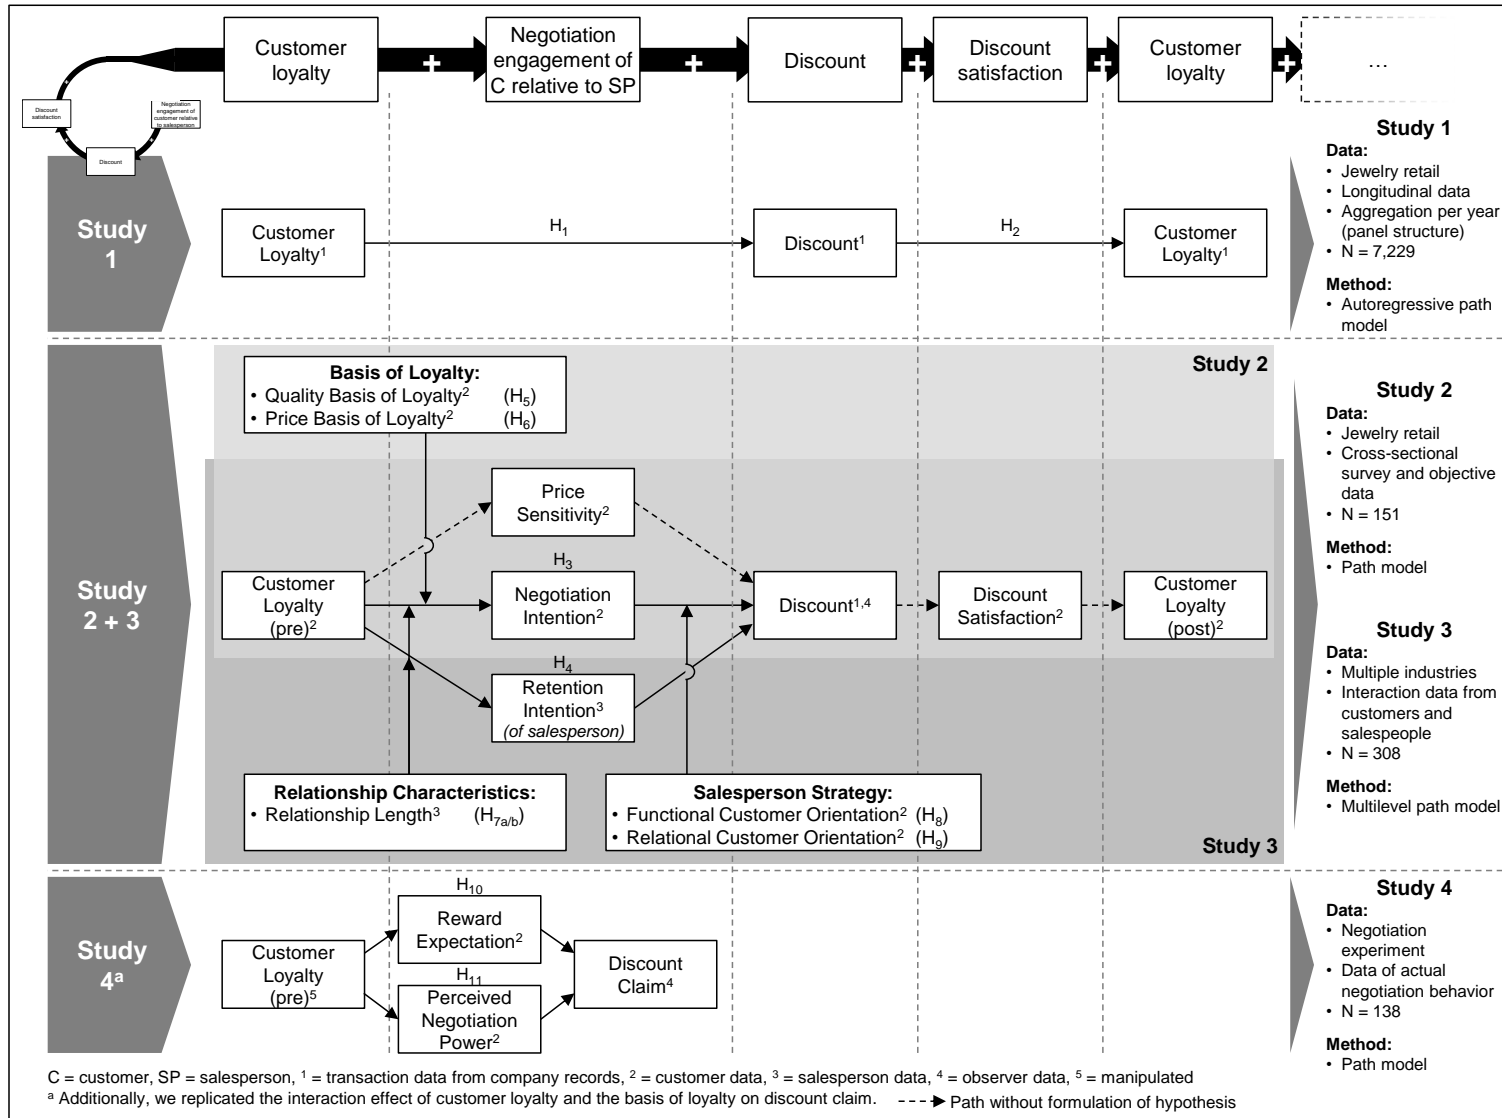 Customer
loyalty
+
Negotiation
engagement of
C relative to SP
+
Discount
+
Discount
satisfaction
+
Customer
loyalty
+
...
Discount
satisfaction
Negotiation
engagement of
customer relative
to salesperson
Discount
Study
1
Customer
Loyalty¹
H₁
Discount¹
H₂
Customer
Loyalty¹
Study 1
Data:
• Jewelry retail
• Longitudinal data
• Aggregation per year
(panel structure)
• N = 7,229
Method:
• Autoregressive path
model
Study
2 + 3
Study 2
Basis of Loyalty:
• Quality Basis of Loyalty² (H₅)
• Price Basis of Loyalty² (H₆)
Price
Sensitivity²
Customer
Loyalty
(pre)²
H₃
Negotiation
Intention²
H₄
Retention
Intention³
(of salesperson)
Discount¹,⁴
Discount
Satisfaction²
Customer
Loyalty
(post)²
Relationship Characteristics:
• Relationship Length³ (H₇ₐ/b)
Salesperson Strategy:
• Functional Customer Orientation² (H₈)
• Relational Customer Orientation² (H₉)
Study 3
Study 2
Data:
• Jewelry retail
• Cross-sectional
survey and objective
data
• N = 151
Method:
• Path model
Study 3
Data:
• Multiple industries
• Interaction data from
customers and
salespeople
• N = 308
Method:
• Multilevel path model
Study
4ᵃ
Customer
Loyalty
(pre)⁵
H₁₀
Reward
Expectation²
H₁₁
Perceived
Negotiation
Power²
Discount
Claim⁴
Study 4
Data:
• Negotiation
experiment
• Data of actual
negotiation behavior
• N = 138
Method:
• Path model
C = customer, SP = salesperson, ¹ = transaction data from company records, ² = customer data, ³ = salesperson data, ⁴ = observer data, ⁵ = manipulated
ᵃ Additionally, we replicated the interaction effect of customer loyalty and the basis of loyalty on discount claim. Path without formulation of hypothesis